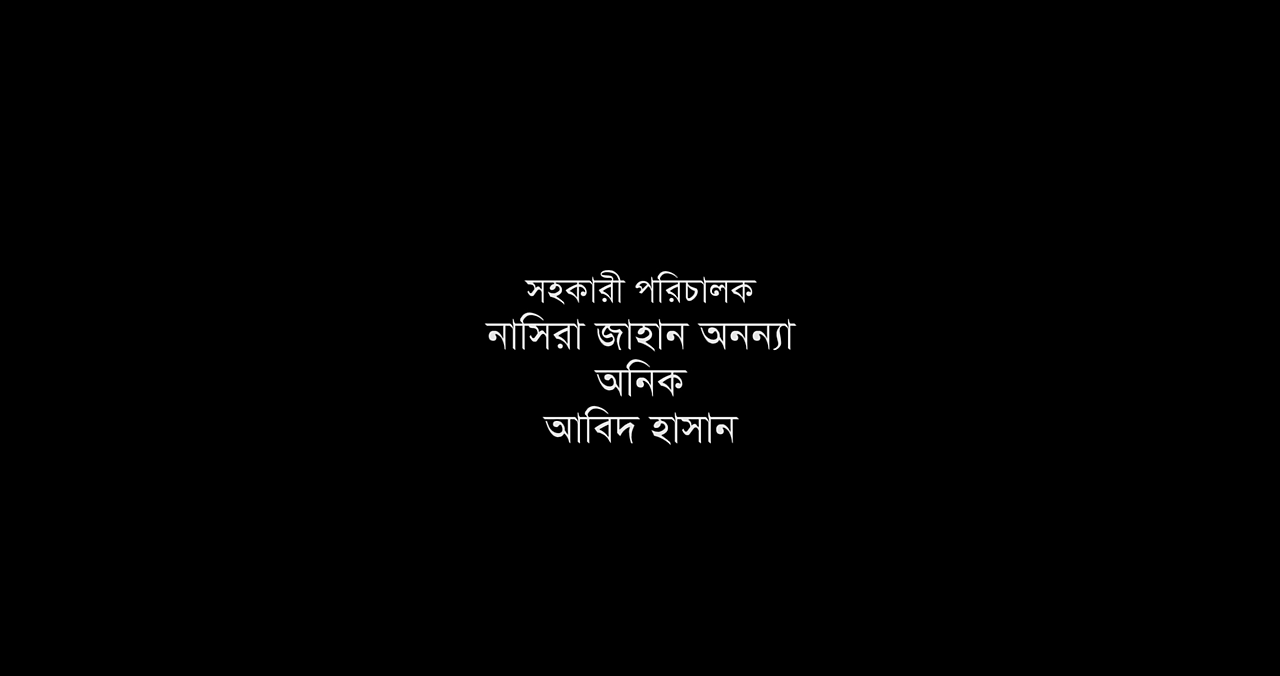 সহকারী পরিচালক
নাসিরা জাহান অনন্যা
অনিক
আবিদ হাসান